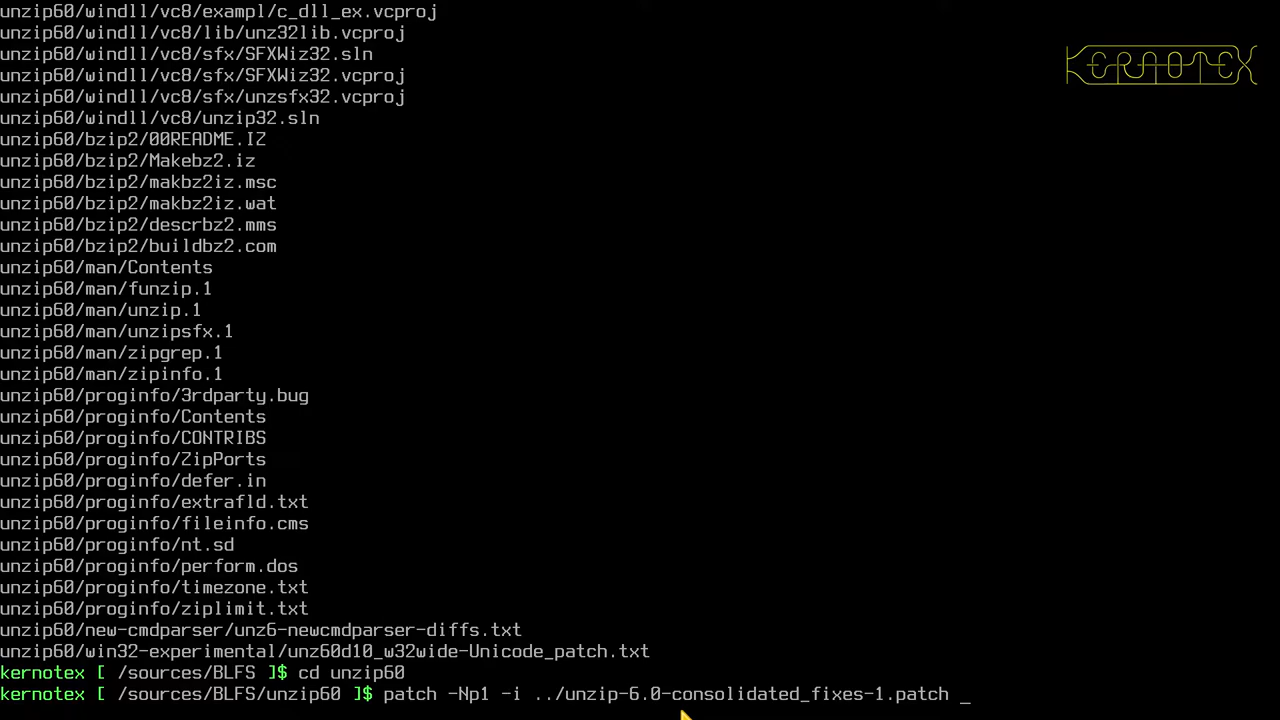 unzip60/windll/vc8/exampl/c_dll_ex.vcproj
unzip60/windll/vc8/lib/unz32lib.vcproj
unzip60/windll/vc8/sfx/SFXWiz32.sln
unzip60/windll/vc8/sfx/SFXWiz32.vcproj
unzip60/windll/vc8/sfx/unzsfx32.vcproj
unzip60/windll/vc8/unzip32.sln
unzip60/bzip2/00README.IZ
unzip60/bzip2/Makebz2.iz
unzip60/bzip2/makbz2iz.msc
unzip60/bzip2/makbz2iz.wat
unzip60/bzip2/descrbz2.mms
unzip60/bzip2/buildbz2.com
unzip60/man/Contents
unzip60/man/funzip.1
unzip60/man/unzip.1
unzip60/man/unzipsfx.1
unzip60/man/zipgrep.1
unzip60/man/zipinfo.1
unzip60/proginfo/3rdparty.bug
unzip60/proginfo/Contents
unzip60/proginfo/CONTRIBS
unzip60/proginfo/ZipPorts
unzip60/proginfo/defer.in
unzip60/proginfo/extrafld.txt
unzip60/proginfo/fileinfo.cms
unzip60/proginfo/nt.sd
unzip60/proginfo/perform.dos
unzip60/proginfo/timezone.txt
unzip60/proginfo/ziplimit.txt
unzip60/new-cmdparser/unz6-newcmdparser-diffs.txt
unzip60/win32-experimental/unz60d10_w32wide-Unicode_patch.txt
kernotex [ /sources/BLFS ]$ cd unzip60
kernotex [ /sources/BLFS/unzip60 ]$ patch -Np1 -i ../unzip-6.0-consolidated_fixes-1.patch _
KERNOTEX